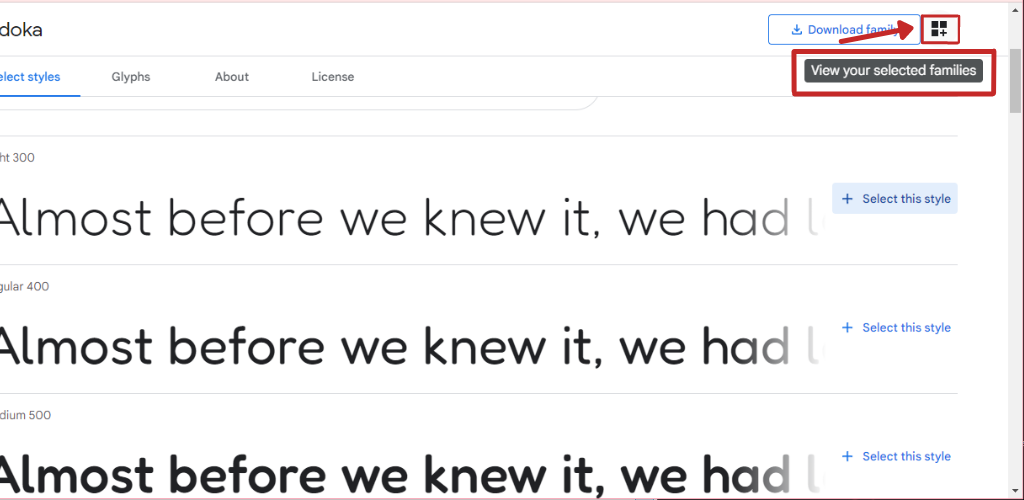 doka
Download family
View your selected families
elect styles
Glyphs
About
License
ht 300
Almost before we knew it, we had l
Select this style
gular 400
Almost before we knew it, we had l
Select this style
dium 500
Almost before we knew it, we had l
Select this style